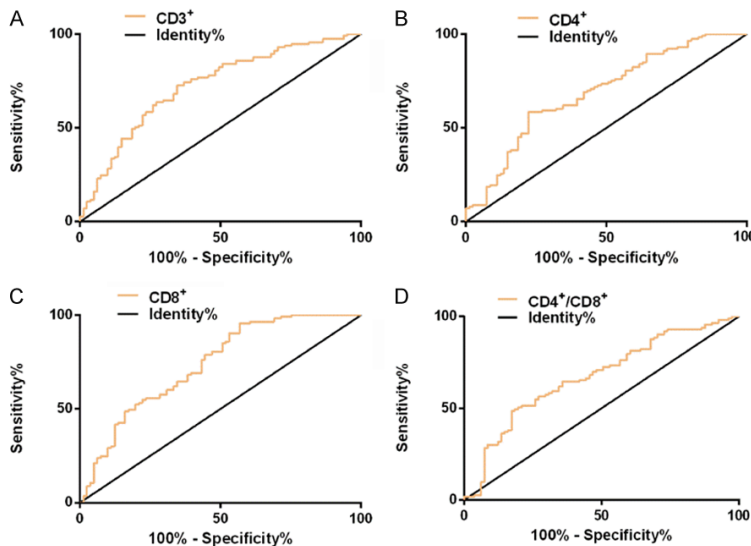 A
CD3+
Identity%
100
50
0
Sensitivity%
0 50 100
100% - Specificity%
B
CD4+
Identity%
100
50
0
Sensitivity%
0 50 100
100% - Specificity%
C
CD8+
Identity%
100
50
0
Sensitivity%
0 50 100
100% - Specificity%
D
CD4+/CD8+
Identity%
100
50
0
Sensitivity%
0 50 100
100% - Specificity%